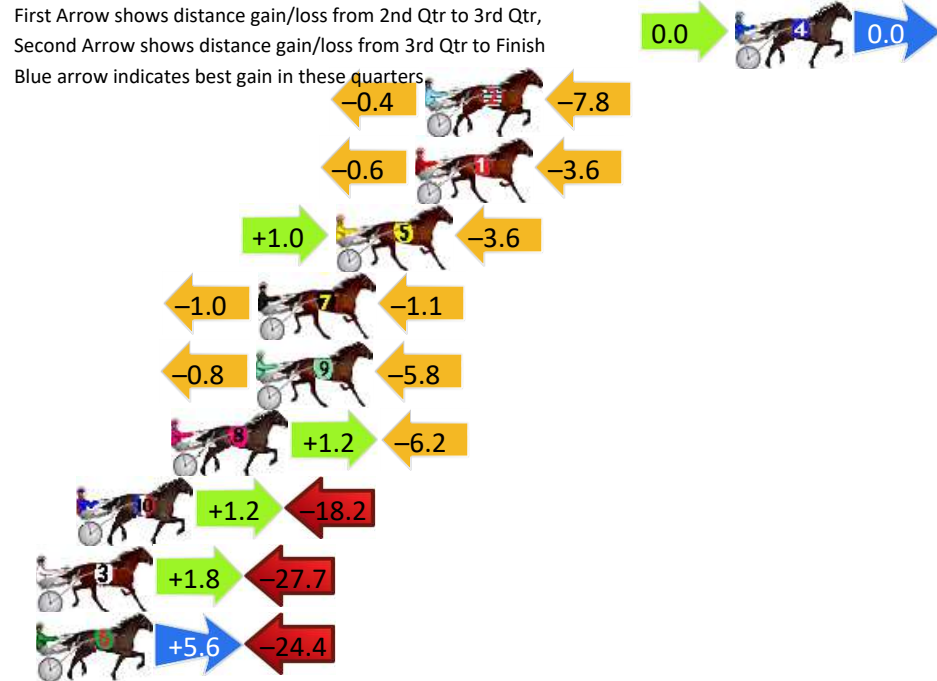 First Arrow shows distance gain/loss from 2nd Qtr to 3rd Qtr,
Second Arrow shows distance gain/loss from 3rd Qtr to Finish
Blue arrow indicates best gain in these quarters
0.0 4 0.0
−0.4 2 −7.8
−0.6 1 −3.6
+1.0 5 −3.6
−1.0 7 −1.1
−0.8 9 −5.8
8 +1.2 −6.2
10 +1.2 −18.2
3 +1.8 −27.7
6 +5.6 −24.4